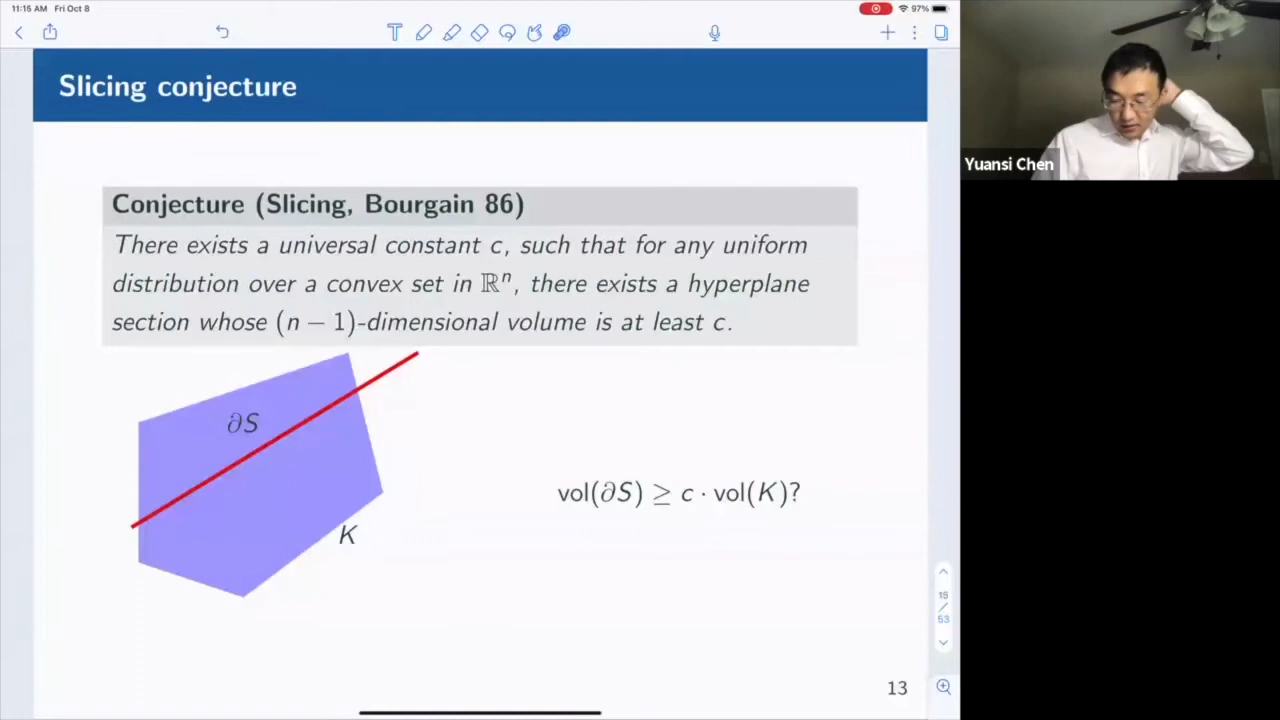 11:15 AM Fri Oct 8
97%
Slicing conjecture
Yuansi Chen
Conjecture (Slicing, Bourgain 86)
There exists a universal constant c, such that for any uniform
distribution over a convex set in ℝⁿ, there exists a hyperplane
section whose (n − 1)-dimensional volume is at least c.
∂S
vol(∂S) ≥ c · vol(K)?
K
15
/
53
13